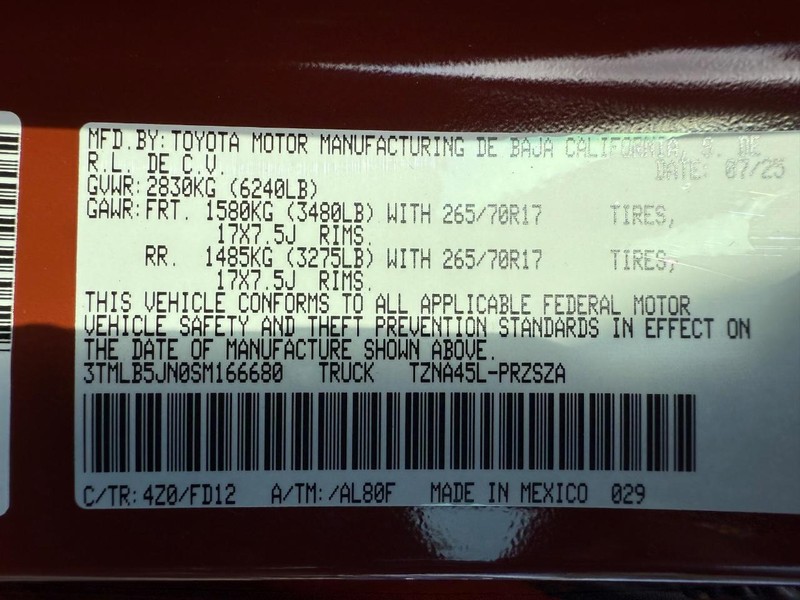 MFD. BY: TOYOTA MOTOR MANUFACTURING DE BAJA CALIFORNIA, S. DE
R.L. DE C.V. DATE: 07/25
GVWR: 2830KG (6240LB)
GAWR: FRT. 1580KG (3480LB) WITH 265/70R17 TIRES,
17X7.5J RIMS.
RR. 1485KG (3275LB) WITH 265/70R17 TIRES,
17X7.5J RIMS.
THIS VEHICLE CONFORMS TO ALL APPLICABLE FEDERAL MOTOR
VEHICLE SAFETY AND THEFT PREVENTION STANDARDS IN EFFECT ON
THE DATE OF MANUFACTURE SHOWN ABOVE.
3TMLB5JN0SM166680 TRUCK TZNA45L-PRZSZA
C/TR: 4Z0/FD12 A/TM: /AL80F MADE IN MEXICO 029